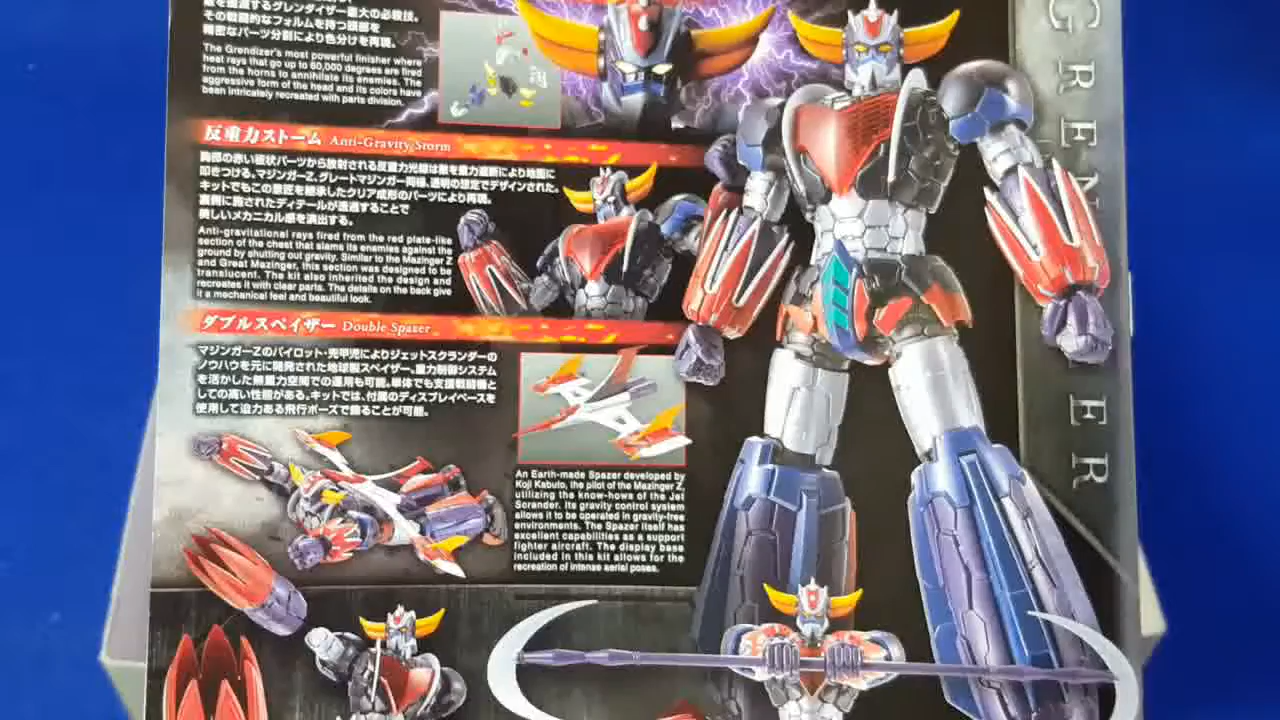 敵を圧倒するグレンダイザー最大の必殺技。
その戦闘的なフォルムを持つ頭部を
精密なパーツ分割により色分けを再現。
The Grendizer's most powerful finisher where
heat rays that go up to 60,000 degrees are fired
from the horns to annihilate its enemies. The
aggressive form of the head and its colors have
been intricately recreated with parts division.
反重力ストーム Anti-Gravity Storm
胸部の赤い板状パーツから放射される反重力光線は敵を重力遮断により地面に
叩きつける。マジンガーZ、グレートマジンガー同様、透明の設定でデザインされた。
キットでもこの意匠を継承したクリア成形のパーツにより再現。
裏側に施されたディテールが透過することで
美しいメカニカル感を演出する。
Anti-gravitational rays fired from the red plate-like
section of the chest that slams its enemies against the
ground by shutting out gravity. Similar to the Mazinger Z
and Great Mazinger, this section was designed to be
translucent. The kit also inherited the design and
recreates it with clear parts. The details on the back give
it a mechanical feel and beautiful look.
ダブルスペイザー Double Spazer
マジンガーZのパイロット・兜甲児によりジェットスクランダーの
ノウハウを元に開発された地球製スペイザー。重力制御システム
を活かした無重力空間での運用も可能。単体でも支援戦闘機と
しての高い性能がある。キットでは、付属のディスプレイベースを
使用して迫力ある飛行ポーズで飾ることが可能。
An Earth-made Spazer developed by
Koji Kabuto, the pilot of the Mazinger Z,
utilizing the know-hows of the Jet
Scrander. Its gravity control system
allows it to be operated in gravity-free
environments. The Spazer itself has
excellent capabilities as a support
fighter aircraft. The display base
included in this kit allows for the
recreation of intense aerial poses.
GRENDIZER